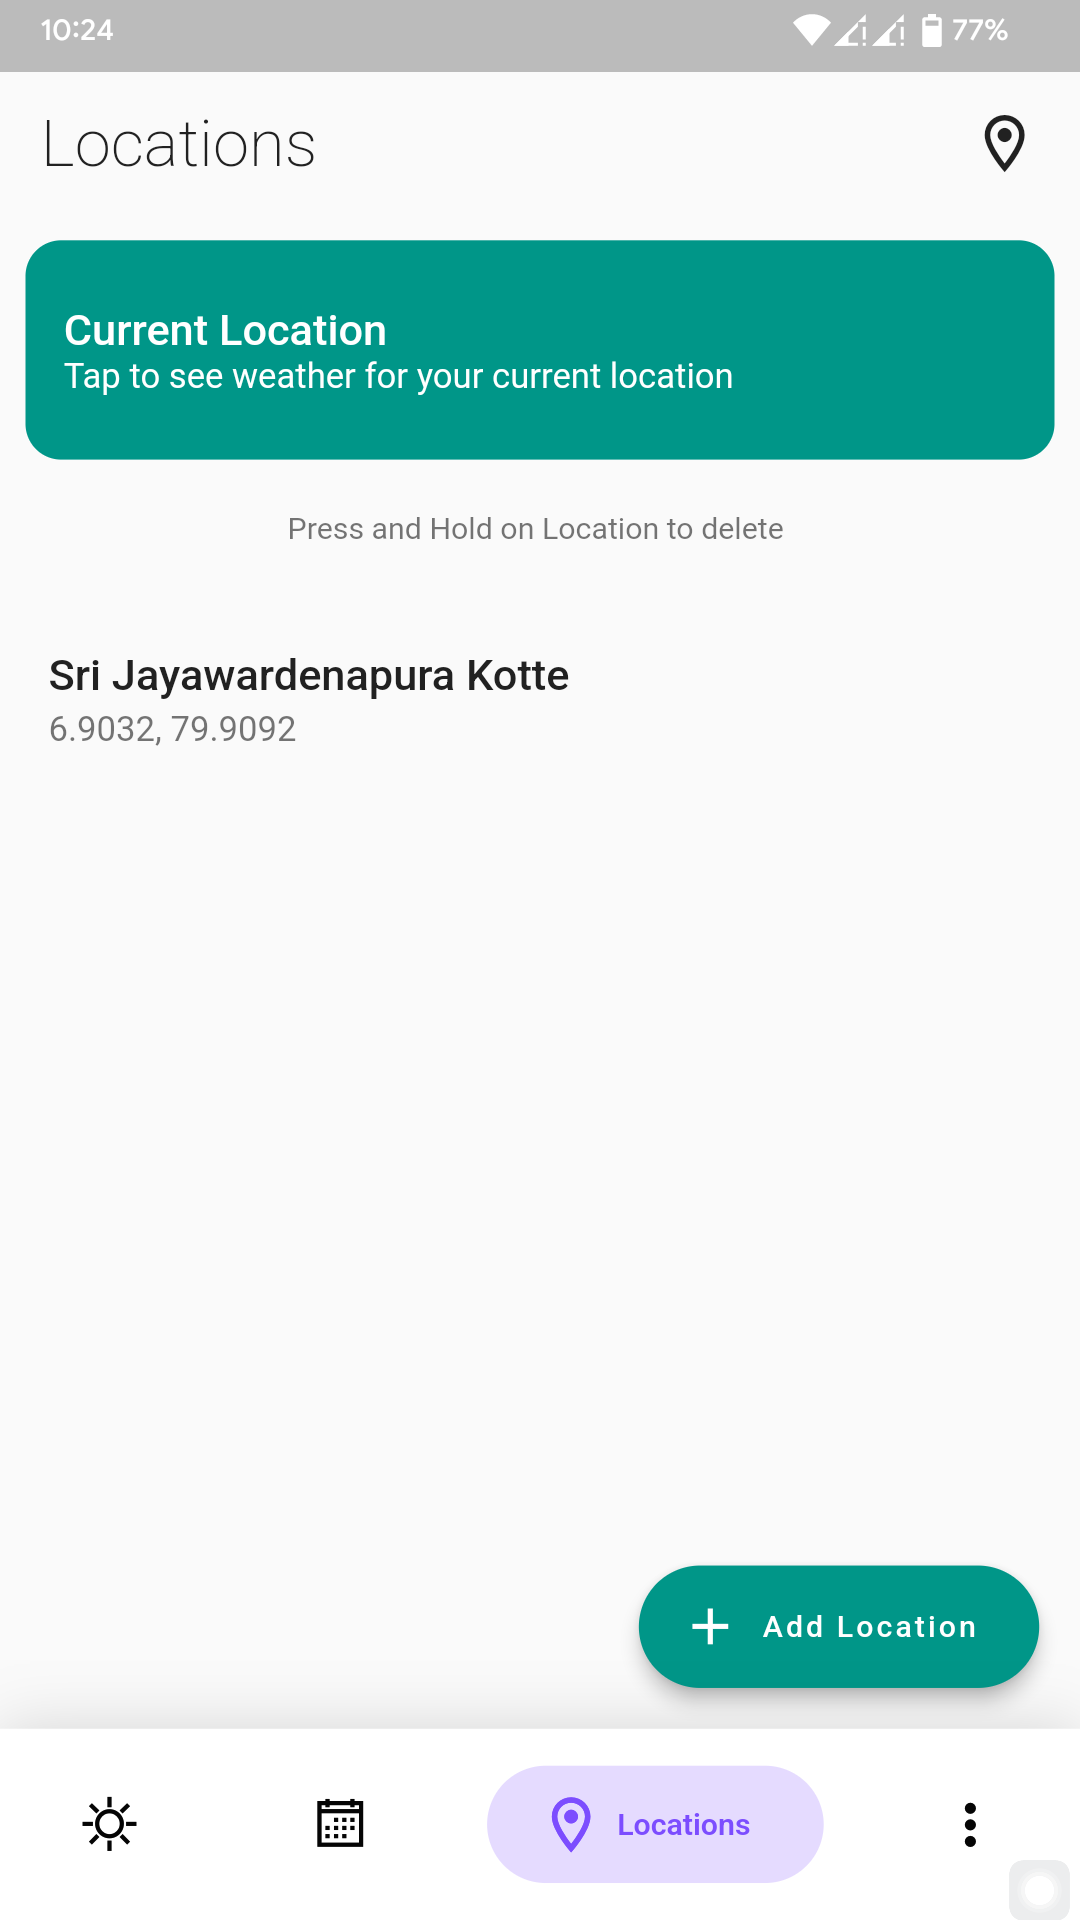 10:24
77%
Locations
Current Location
Tap to see weather for your current location
Press and Hold on Location to delete
Sri Jayawardenapura Kotte
6.9032, 79.9092
Add Location
Locations